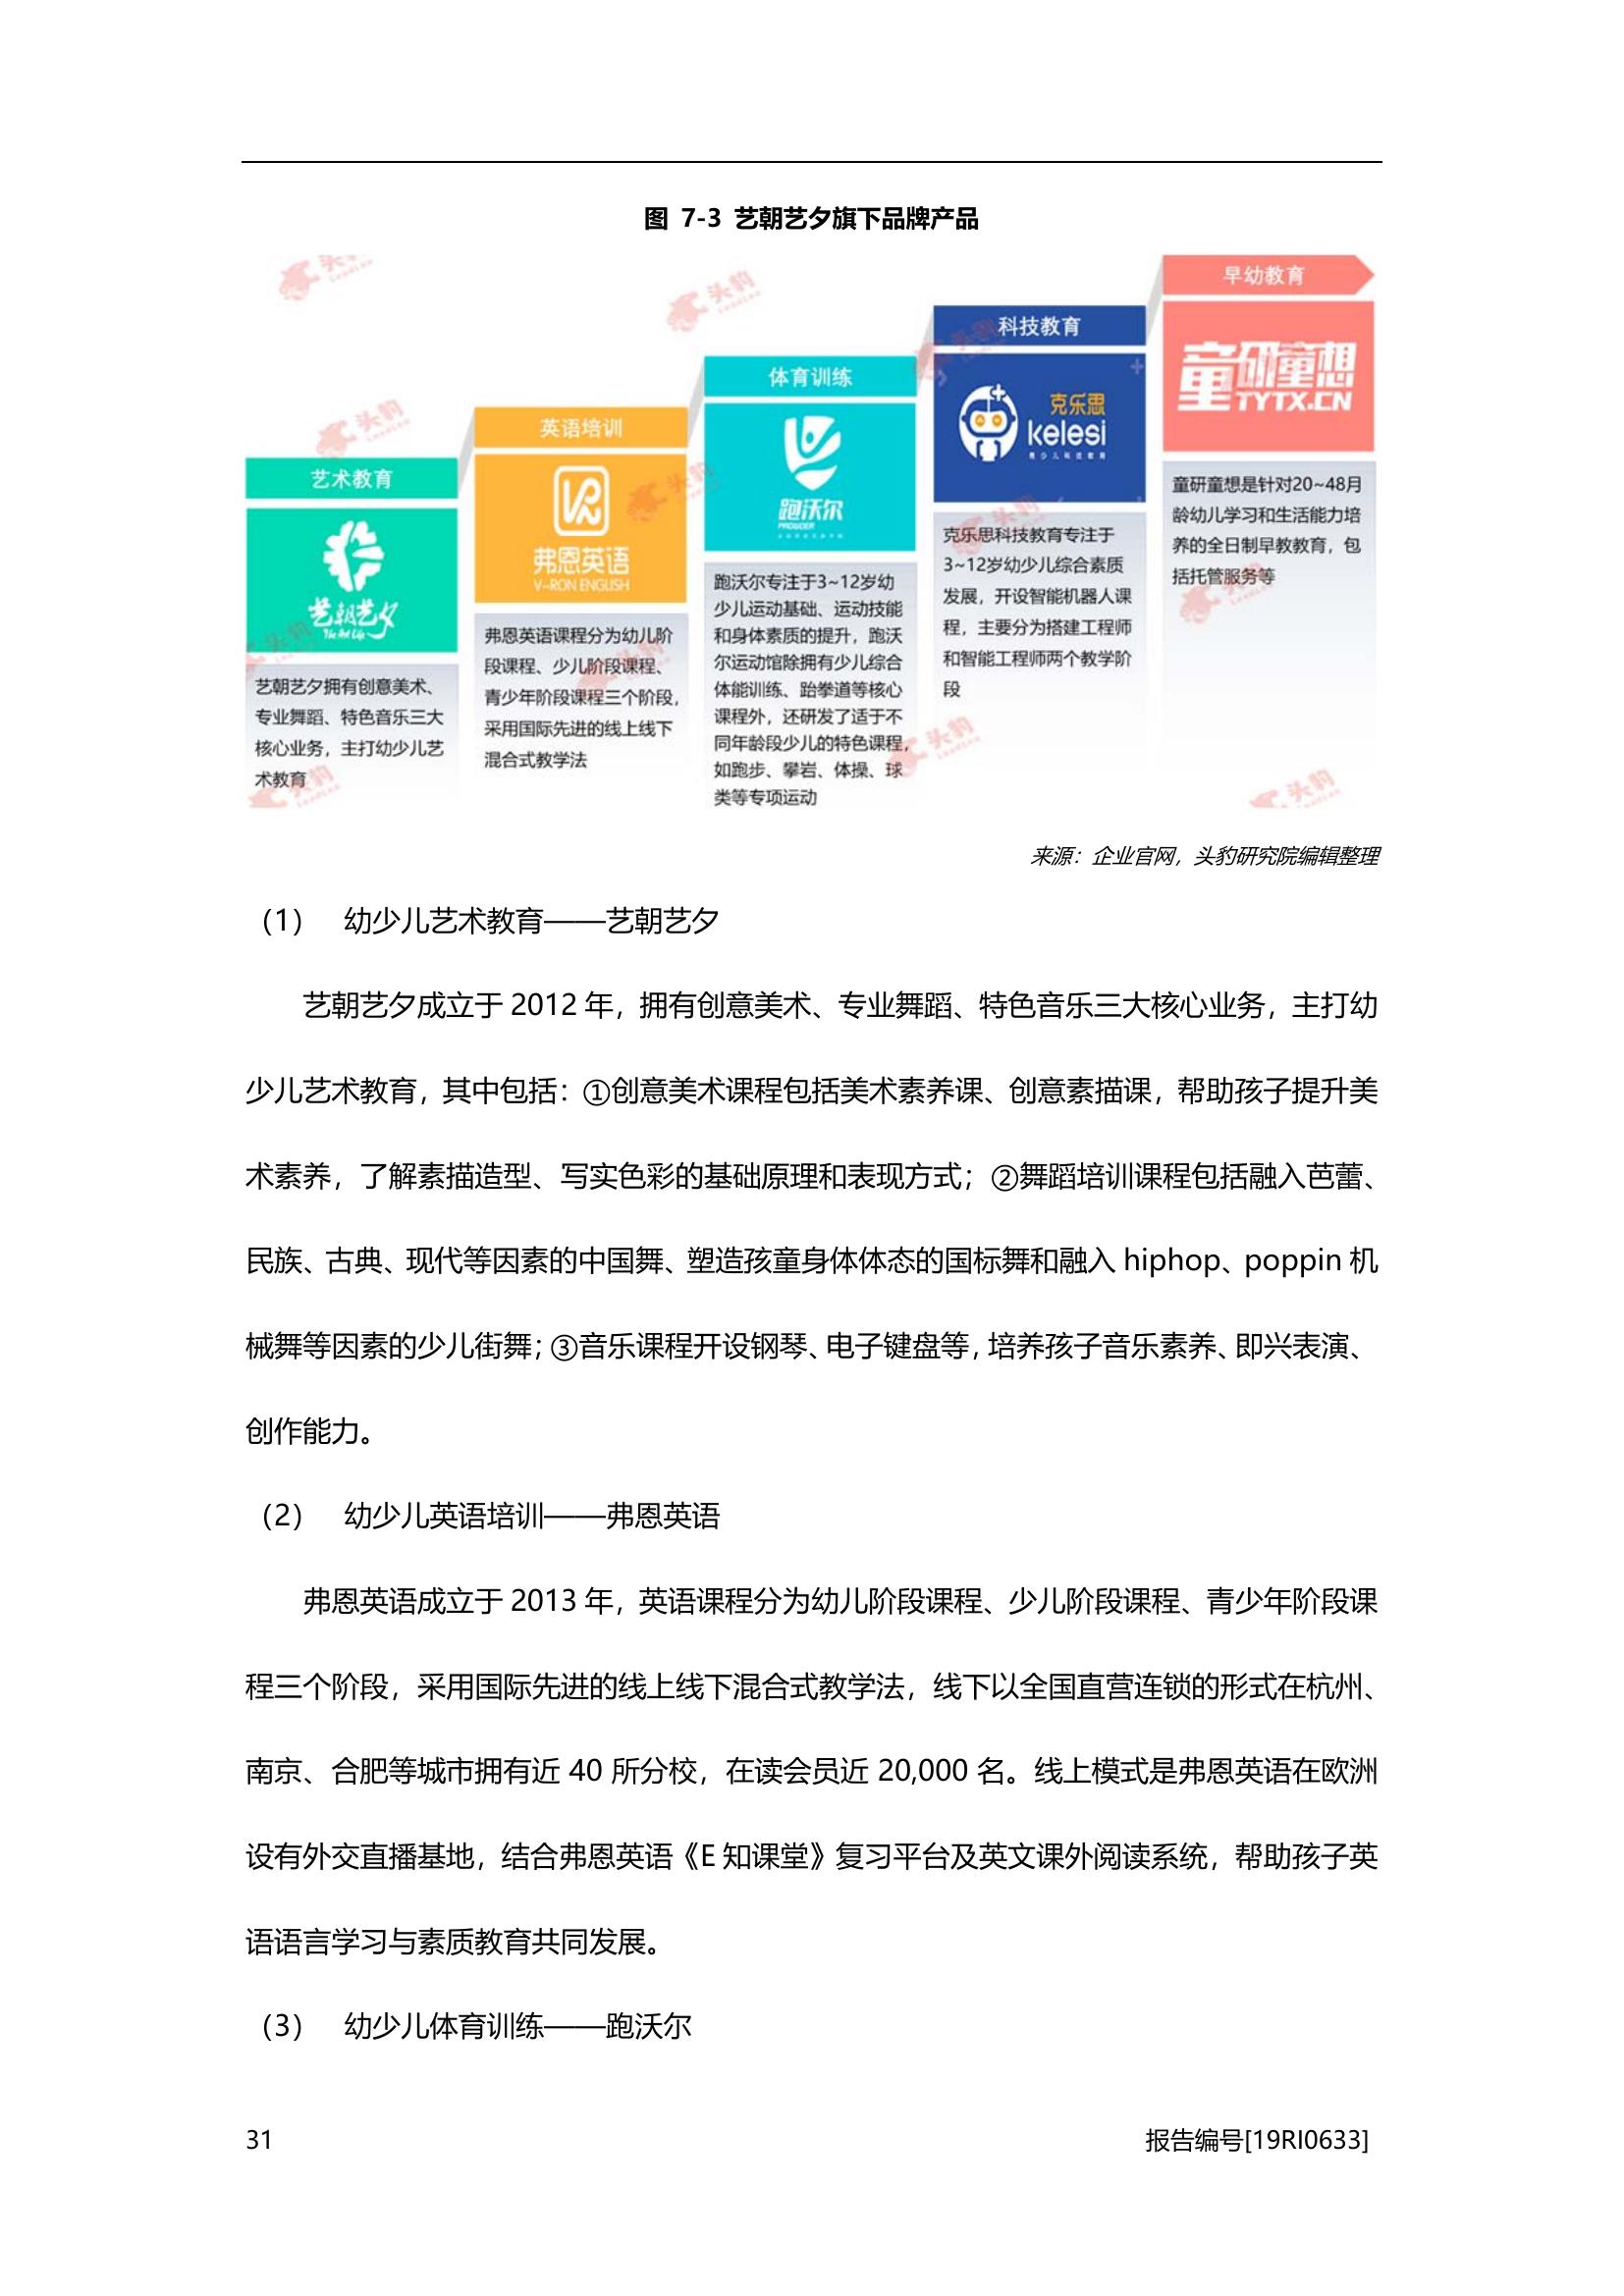 图 7-3 艺朝艺夕旗下品牌产品
艺术教育
艺朝艺夕
The Art Life
艺朝艺夕拥有创意美术、
专业舞蹈、特色音乐三大
核心业务，主打幼少儿艺
术教育
英语培训
弗恩英语
V-RON ENGLISH
弗恩英语课程分为幼儿阶
段课程、少儿阶段课程、
青少年阶段课程三个阶段，
采用国际先进的线上线下
混合式教学法
体育训练
跑沃尔
PAOWOER
跑沃尔专注于3~12岁幼
少儿运动基础、运动技能
和身体素质的提升，跑沃
尔运动馆除拥有少儿综合
体能训练、跆拳道等核心
课程外，还研发了适于不
同年龄段少儿的特色课程，
如跑步、攀岩、体操、球
类等专项运动
科技教育
克乐思
kelesi
青少儿科技教育
克乐思科技教育专注于
3~12岁幼少儿综合素质
发展，开设智能机器人课
程，主要分为搭建工程师
和智能工程师两个教学阶
段
早幼教育
童研童想
TYTX.CN
童研童想是针对20~48月
龄幼儿学习和生活能力培
养的全日制早教教育，包
括托管服务等
头豹
LeadLeo
来源：企业官网，头豹研究院编辑整理
（1） 幼少儿艺术教育——艺朝艺夕
艺朝艺夕成立于 2012 年，拥有创意美术、专业舞蹈、特色音乐三大核心业务，主打幼
少儿艺术教育，其中包括：①创意美术课程包括美术素养课、创意素描课，帮助孩子提升美
术素养，了解素描造型、写实色彩的基础原理和表现方式；②舞蹈培训课程包括融入芭蕾、
民族、古典、现代等因素的中国舞、塑造孩童身体体态的国标舞和融入 hiphop、poppin 机
械舞等因素的少儿街舞；③音乐课程开设钢琴、电子键盘等，培养孩子音乐素养、即兴表演、
创作能力。
（2） 幼少儿英语培训——弗恩英语
弗恩英语成立于 2013 年，英语课程分为幼儿阶段课程、少儿阶段课程、青少年阶段课
程三个阶段，采用国际先进的线上线下混合式教学法，线下以全国直营连锁的形式在杭州、
南京、合肥等城市拥有近 40 所分校，在读会员近 20,000 名。线上模式是弗恩英语在欧洲
设有外交直播基地，结合弗恩英语《E 知课堂》复习平台及英文课外阅读系统，帮助孩子英
语语言学习与素质教育共同发展。
（3） 幼少儿体育训练——跑沃尔
31
报告编号[19RI0633]